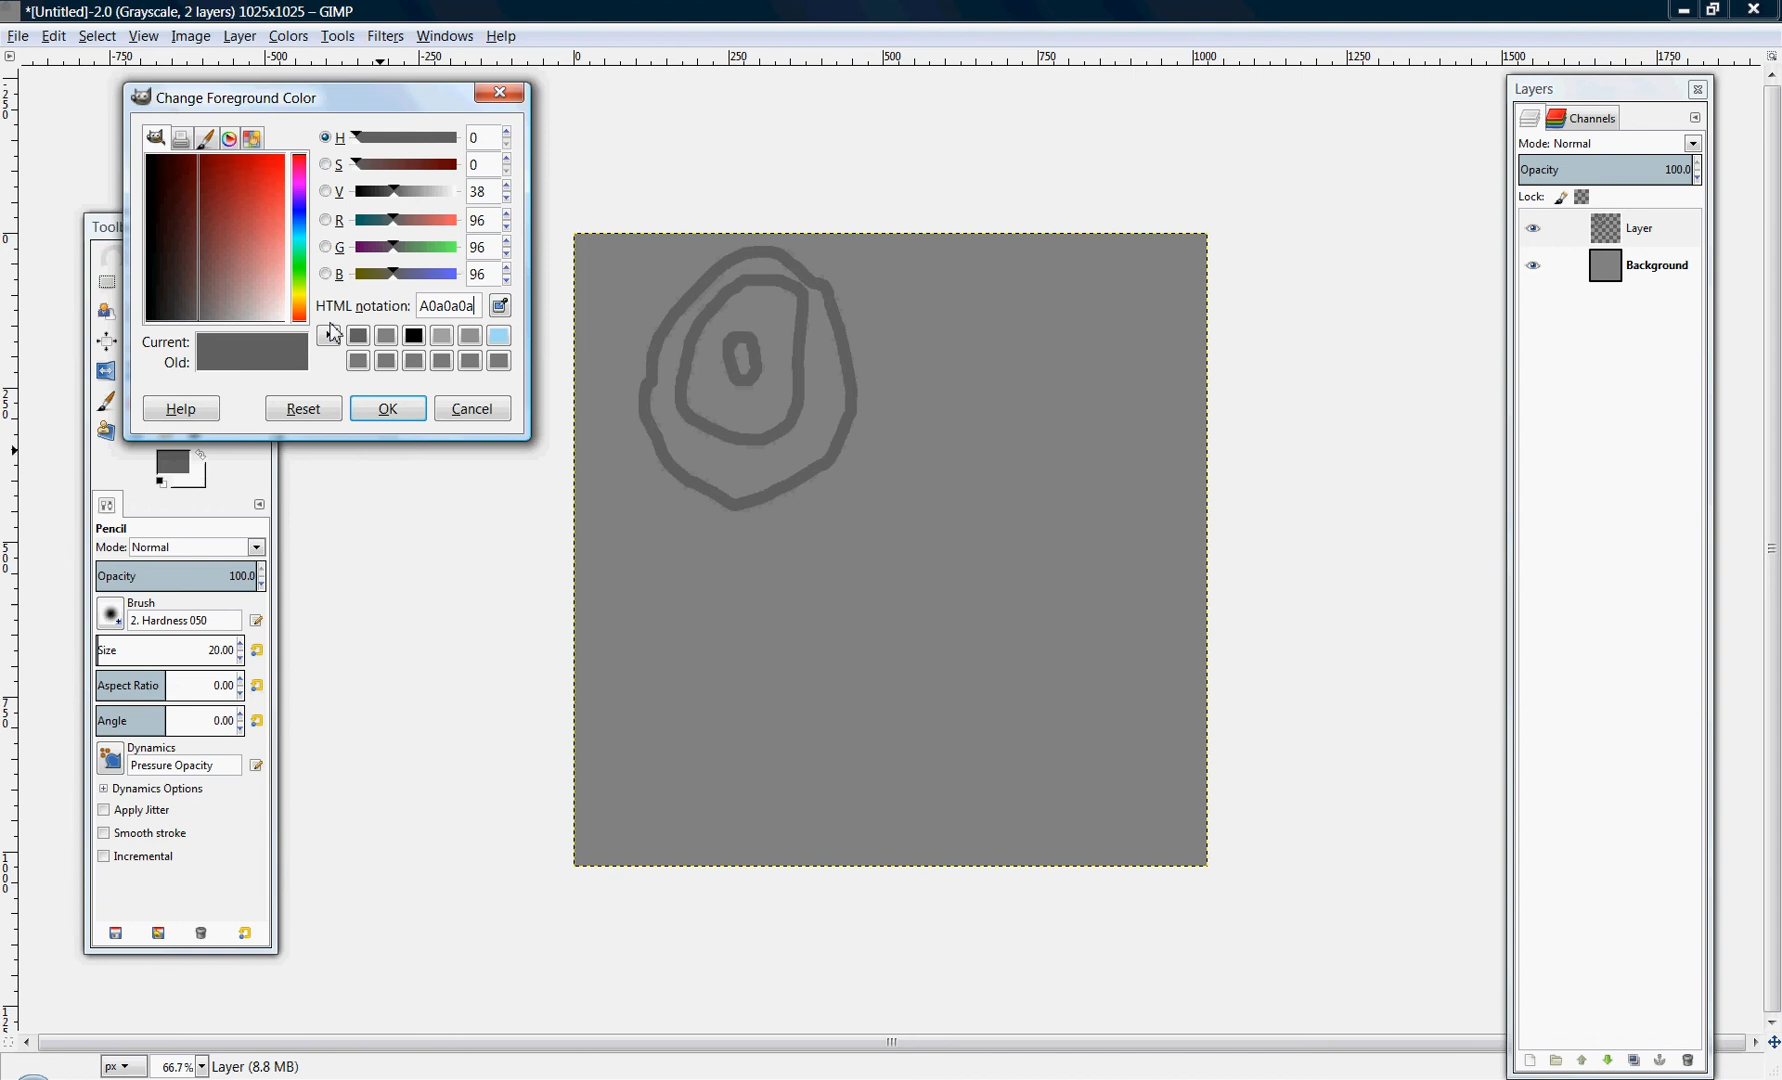 *[Untitled]-2.0 (Grayscale, 2 layers) 1025x1025 – GIMP
File Edit Select View Image Layer Colors Tools Filters Windows Help
-750 -500 -250 0 250 500 750 1000 1250 1500 1750
Change Foreground Color
H 0
S 0
V 38
R 96
G 96
B 96
HTML notation: A0a0a0a
Current:
Old:
Help Reset OK Cancel
Pencil
Mode: Normal
Opacity 100.0
Brush
2. Hardness 050
Size 20.00
Aspect Ratio 0.00
Angle 0.00
Dynamics
Pressure Opacity
Dynamics Options
Apply Jitter
Smooth stroke
Incremental
Layers
Channels
Mode: Normal
Opacity 100.0
Lock:
Layer
Background
0
250
500
750
1000
px 66.7% Layer (8.8 MB)